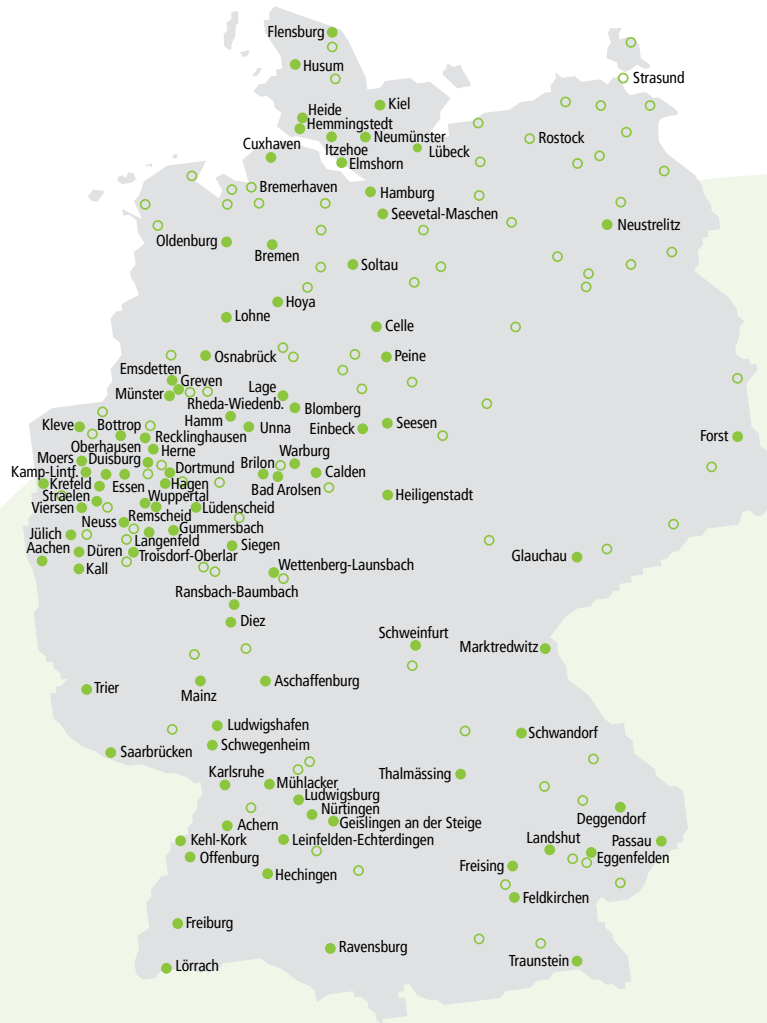 Flensburg
Husum
Strasund
Kiel
Heide
Hemmingstedt
Itzehoe
Neumünster
Rostock
Cuxhaven
Lübeck
Elmshorn
Bremerhaven
Hamburg
Seevetal-Maschen
Neustrelitz
Oldenburg
Bremen
Soltau
Hoya
Lohne
Celle
Osnabrück
Peine
Emsdetten
Greven
Münster
Lage
Rheda-Wiedenb.
Blomberg
Hamm
Kleve
Bottrop
Unna
Einbeck
Seesen
Recklinghausen
Forst
Oberhausen
Herne
Warburg
Moers
Duisburg
Dortmund
Brilon
Calden
Kamp-Lintf.
Krefeld
Essen
Hagen
Bad Arolsen
Heiligenstadt
Straelen
Wuppertal
Viersen
Lüdenscheid
Neuss
Remscheid
Gummersbach
Jülich
Langenfeld
Aachen
Düren
Troisdorf-Oberlar
Siegen
Glauchau
Kall
Wettenberg-Launsbach
Ransbach-Baumbach
Diez
Schweinfurt
Marktredwitz
Trier
Mainz
Aschaffenburg
Ludwigshafen
Schwandorf
Saarbrücken
Schwegenheim
Karlsruhe
Mühlacker
Thalmässing
Ludwigsburg
Nürtingen
Deggendorf
Achern
Geislingen an der Steige
Kehl-Kork
Leinfelden-Echterdingen
Landshut
Passau
Offenburg
Eggenfelden
Hechingen
Freising
Feldkirchen
Freiburg
Ravensburg
Lörrach
Traunstein